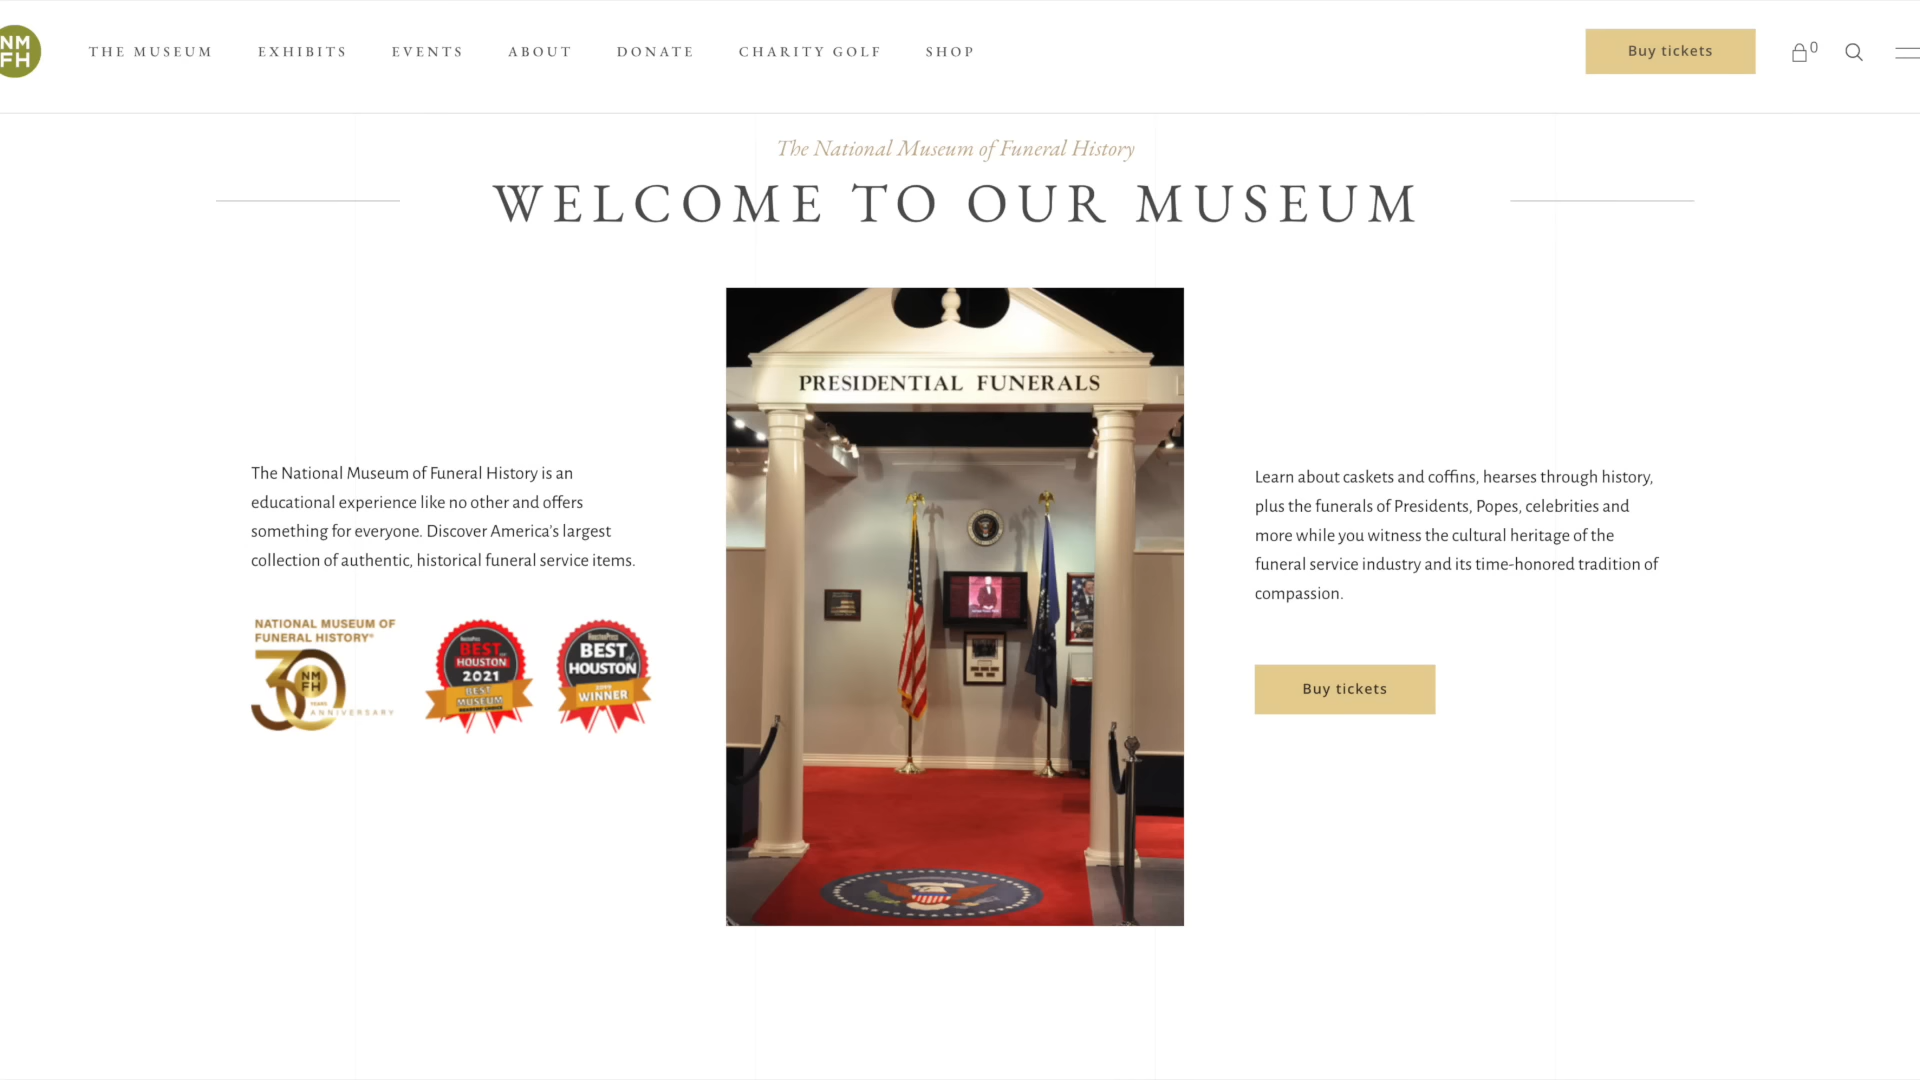 NM
FH
THE MUSEUM
EXHIBITS
EVENTS
ABOUT
DONATE
CHARITY GOLF
SHOP
Buy tickets
0
The National Museum of Funeral History
WELCOME TO OUR MUSEUM
PRESIDENTIAL FUNERALS
The National Museum of Funeral History is an
educational experience like no other and offers
something for everyone. Discover America's largest
collection of authentic, historical funeral service items.
NATIONAL MUSEUM OF
FUNERAL HISTORY®
30
NM
FH
YEARS
ANNIVERSARY
BEST
HOUSTON
2021
BEST
MUSEUM
HoustonPress
BEST of
HOUSTON
WINNER
Learn about caskets and coffins, hearses through history,
plus the funerals of Presidents, Popes, celebrities and
more while you witness the cultural heritage of the
funeral service industry and its time-honored tradition of
compassion.
Buy tickets